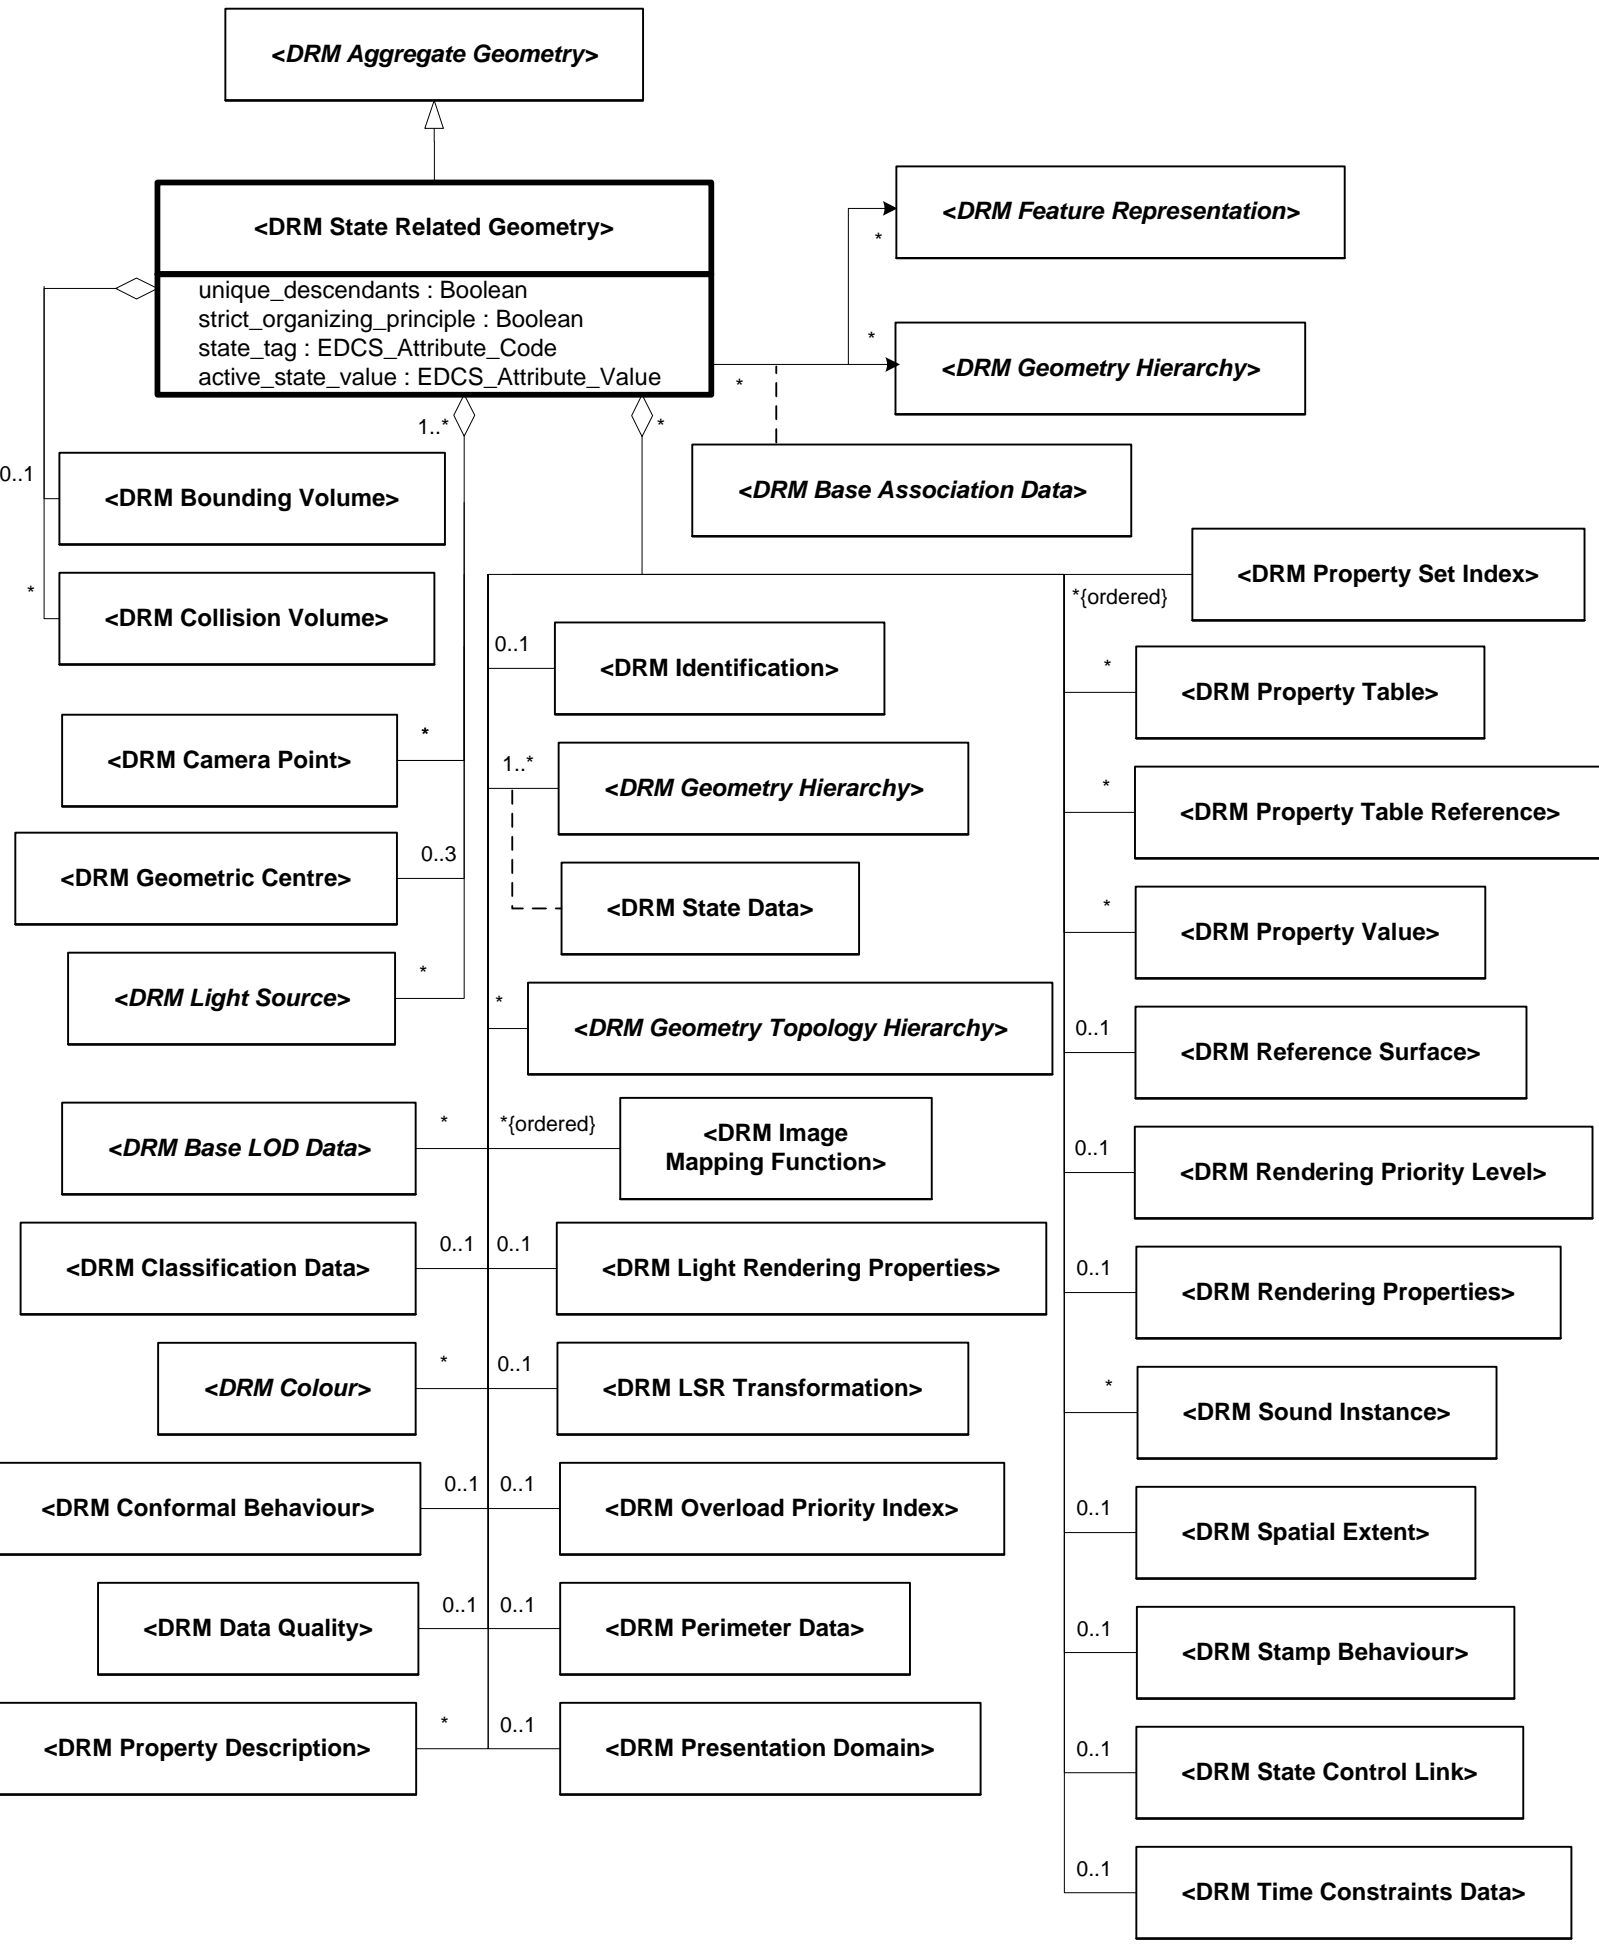 <DRM Aggregate Geometry>
<DRM State Related Geometry>
unique_descendants : Boolean
strict_organizing_principle : Boolean
state_tag : EDCS_Attribute_Code
active_state_value : EDCS_Attribute_Value
<DRM Feature Representation>
*
<DRM Geometry Hierarchy>
*
*
<DRM Base Association Data>
1..*
*
0..1
<DRM Bounding Volume>
*
<DRM Collision Volume>
<DRM Camera Point>
*
<DRM Geometric Centre>
0..3
<DRM Light Source>
*
0..1
<DRM Identification>
1..*
<DRM Geometry Hierarchy>
<DRM State Data>
*
<DRM Geometry Topology Hierarchy>
<DRM Base LOD Data>
*
*{ordered}
<DRM Image
Mapping Function>
<DRM Classification Data>
0..1
0..1
<DRM Light Rendering Properties>
<DRM Colour>
*
0..1
<DRM LSR Transformation>
<DRM Conformal Behaviour>
0..1
0..1
<DRM Overload Priority Index>
<DRM Data Quality>
0..1
0..1
<DRM Perimeter Data>
<DRM Property Description>
*
0..1
<DRM Presentation Domain>
*{ordered}
<DRM Property Set Index>
*
<DRM Property Table>
*
<DRM Property Table Reference>
*
<DRM Property Value>
0..1
<DRM Reference Surface>
0..1
<DRM Rendering Priority Level>
0..1
<DRM Rendering Properties>
*
<DRM Sound Instance>
0..1
<DRM Spatial Extent>
0..1
<DRM Stamp Behaviour>
0..1
<DRM State Control Link>
0..1
<DRM Time Constraints Data>